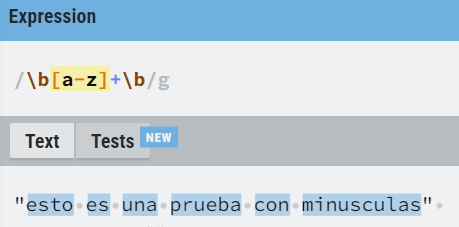 Expression
/\b[a-z]+\b/g
Text Tests NEW
"esto es una prueba con minusculas"